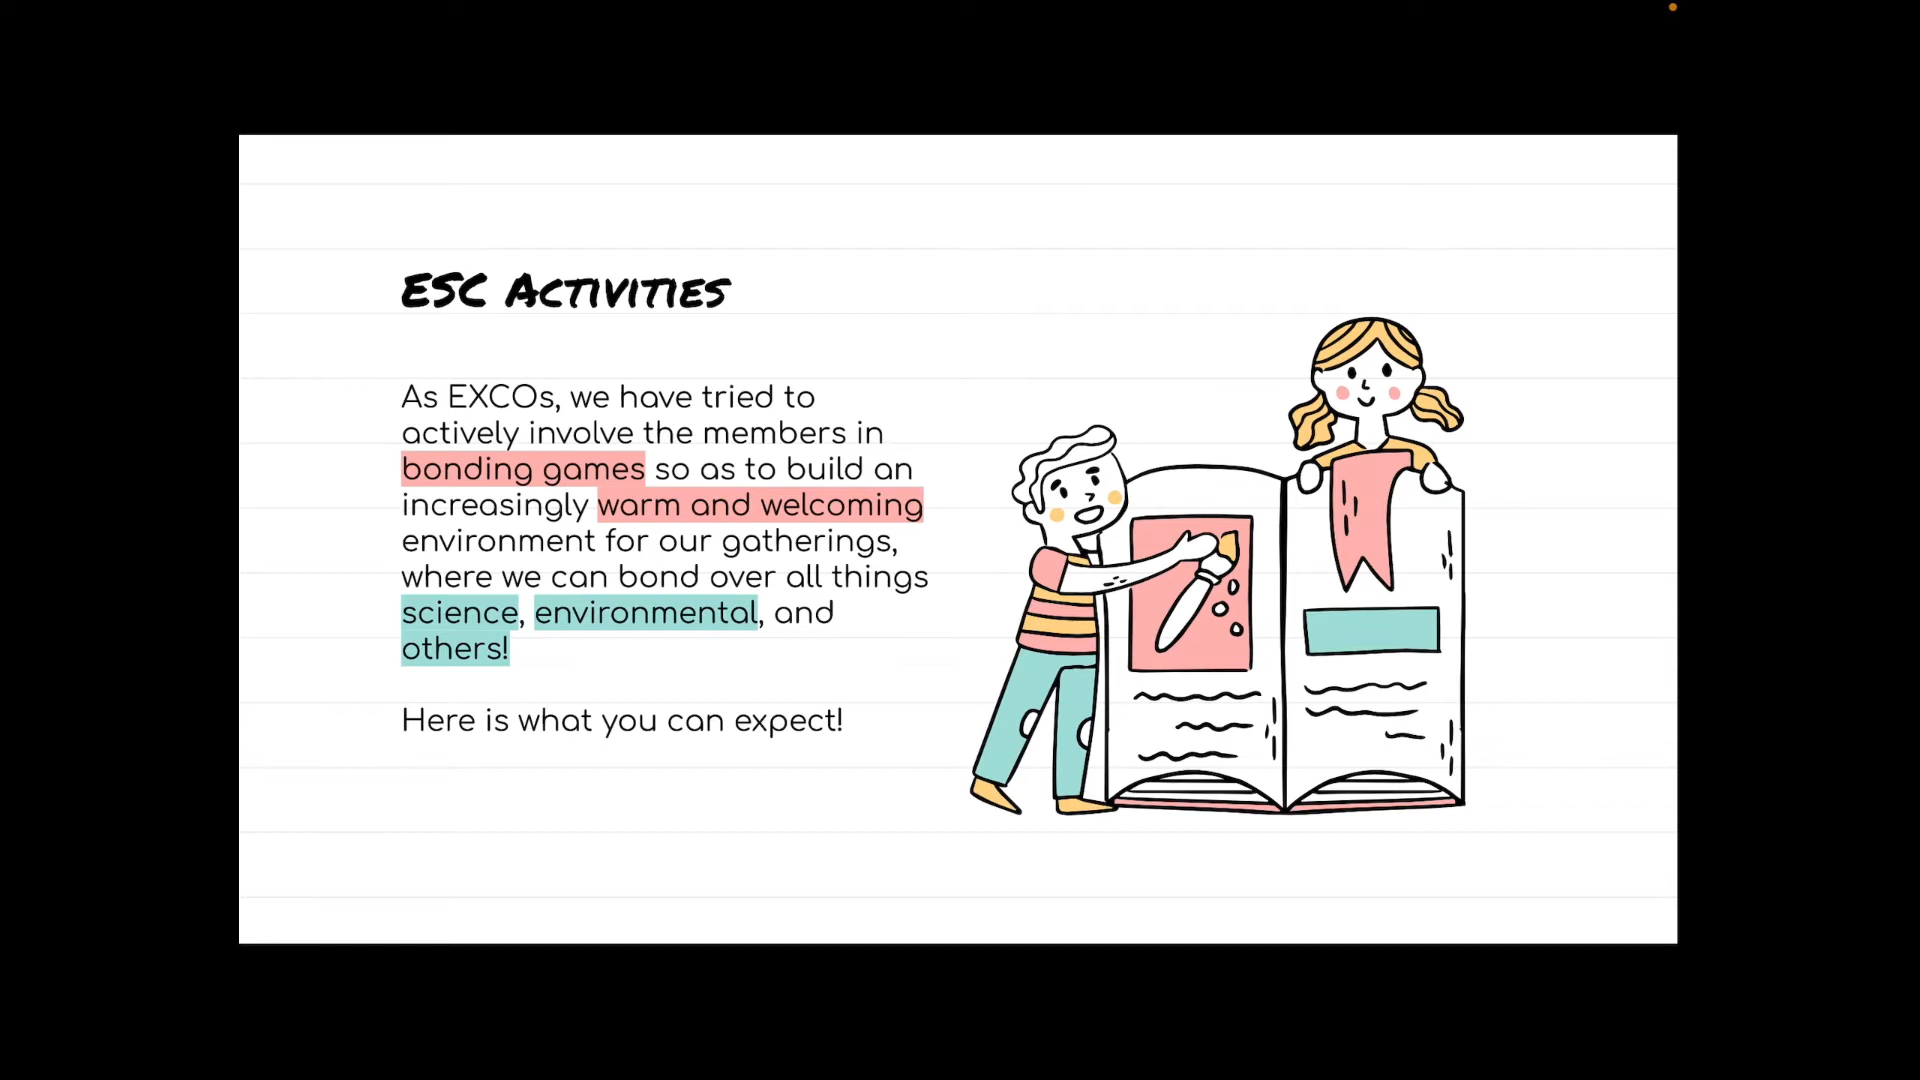 ESC Activities
As EXCOs, we have tried to
actively involve the members in
bonding games so as to build an
increasingly warm and welcoming
environment for our gatherings,
where we can bond over all things
science, environmental, and
others!
Here is what you can expect!